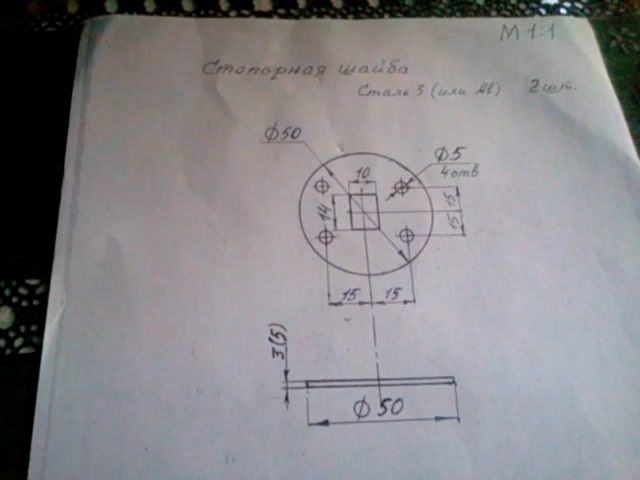 М 1:1
Стопорная шайба
Сталь 3 (или Al) 2 шт.
Ф50
Ф5
4 отв
10
14
15
15
15
15
3(5)
Ф50